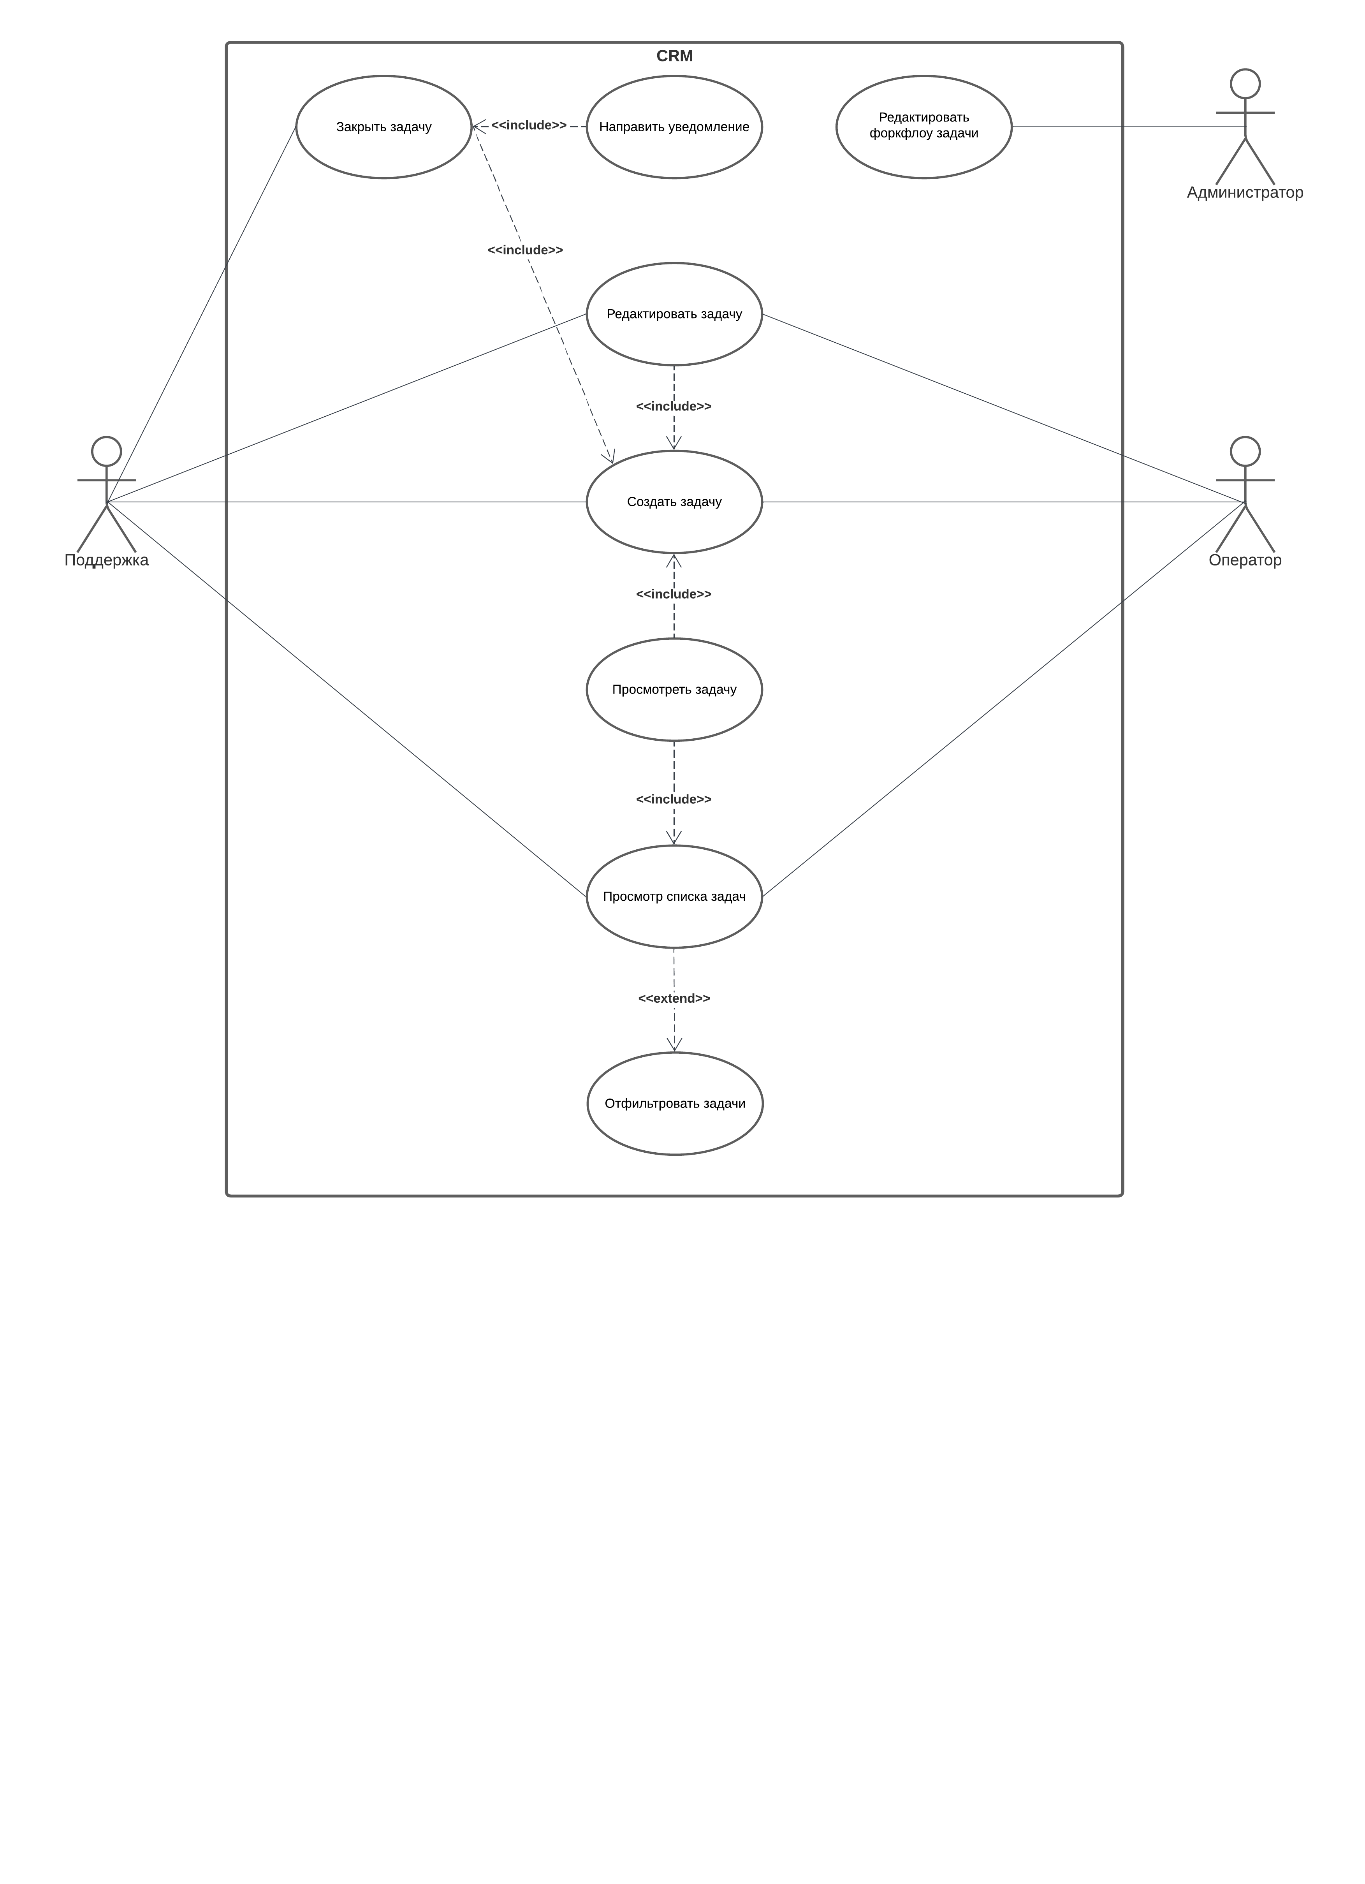 CRM
Закрыть задачу
<<include>>
Направить уведомление
Редактировать
форкфлоу задачи
Администратор
<<include>>
Редактировать задачу
<<include>>
Поддержка
Создать задачу
Оператор
<<include>>
Просмотреть задачу
<<include>>
Просмотр списка задач
<<extend>>
Отфильтровать задачи